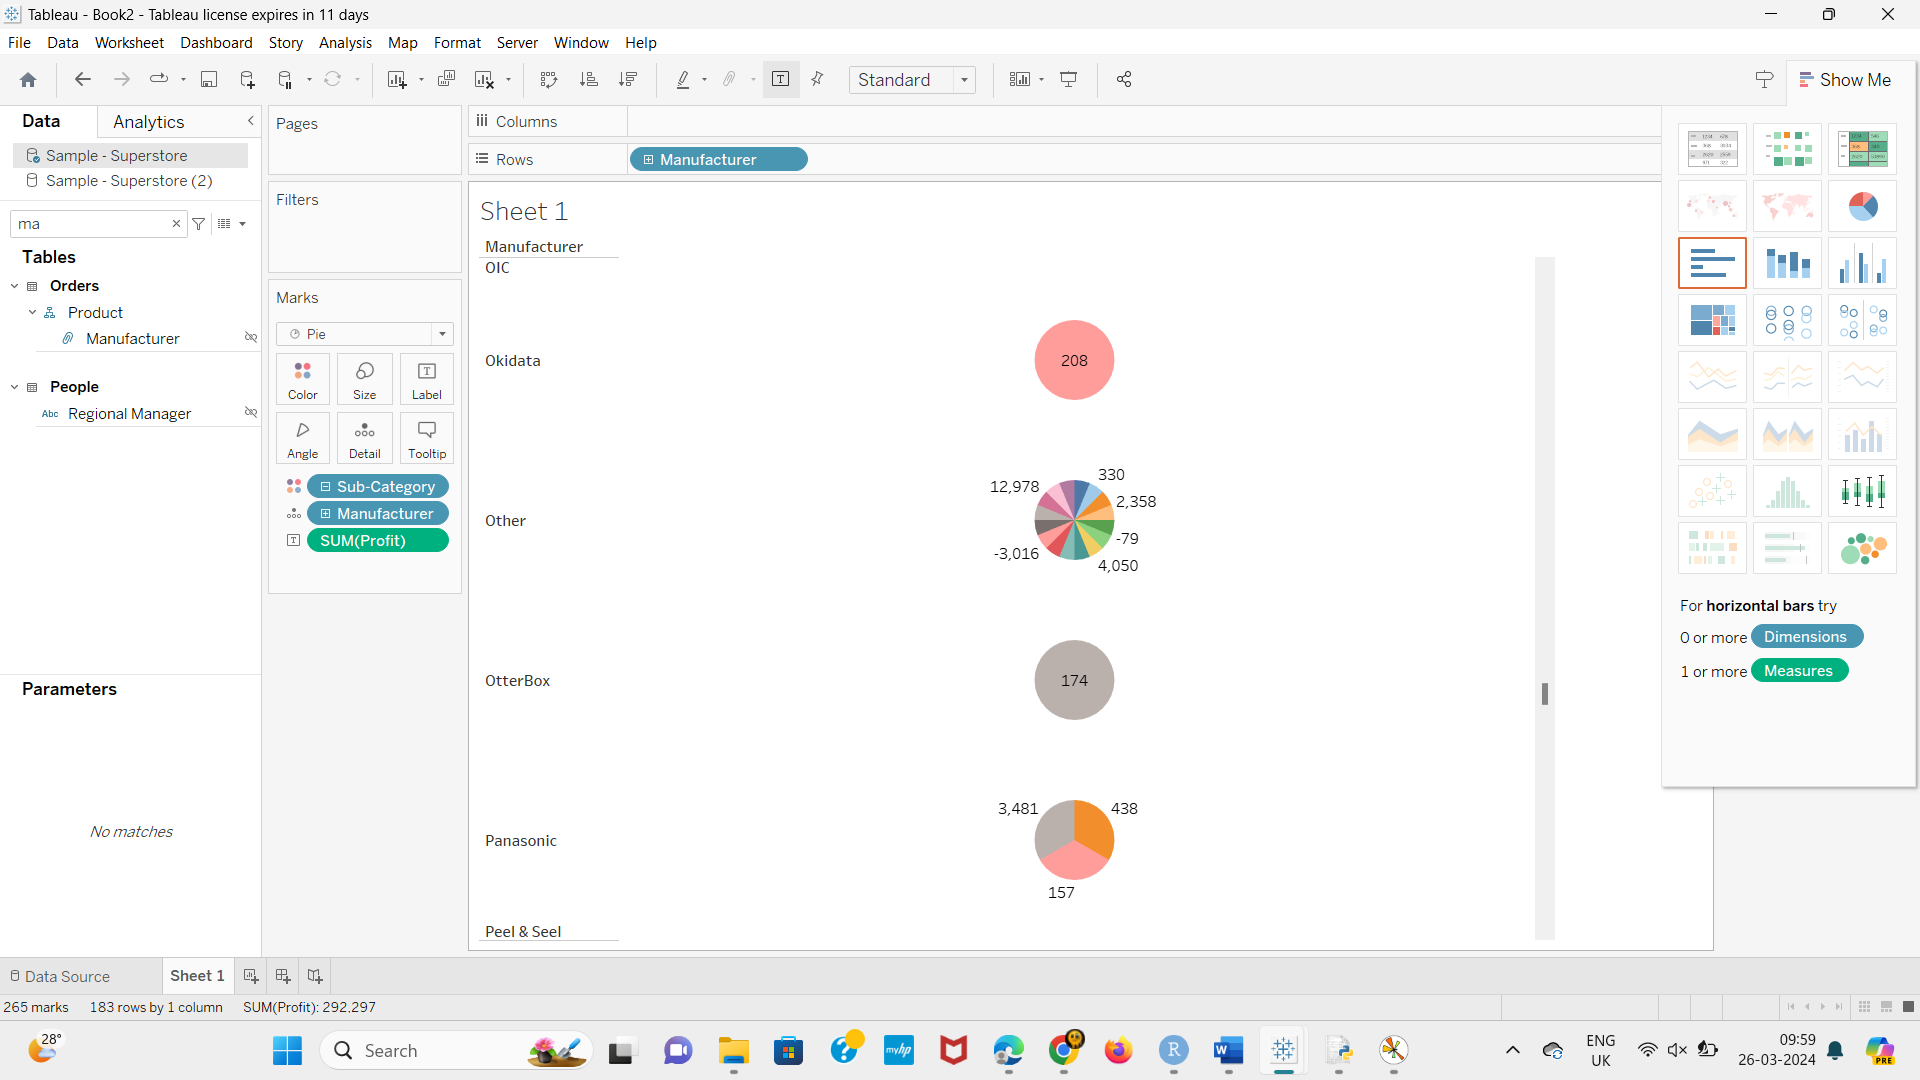 Tableau - Book2 - Tableau license expires in 11 days
File Data Worksheet Dashboard Story Analysis Map Format Server Window Help
Standard
Show Me
Data Analytics
Sample - Superstore
Sample - Superstore (2)
ma
Tables
Orders
Product
Manufacturer
People
Abc Regional Manager
Parameters
No matches
Pages
Filters
Marks
Pie
Color Size Label
Angle Detail Tooltip
Sub-Category
Manufacturer
SUM(Profit)
Columns
Rows Manufacturer
Sheet 1
Manufacturer
OIC
Okidata
208
Other
12,978
330
2,358
-79
-3,016
4,050
OtterBox
174
Panasonic
3,481
438
157
Peel & Seel
For horizontal bars try
0 or more Dimensions
1 or more Measures
Data Source Sheet 1
265 marks 183 rows by 1 column SUM(Profit): 292,297
28°
Search
myhp
ENG
UK
09:59
26-03-2024
PRE